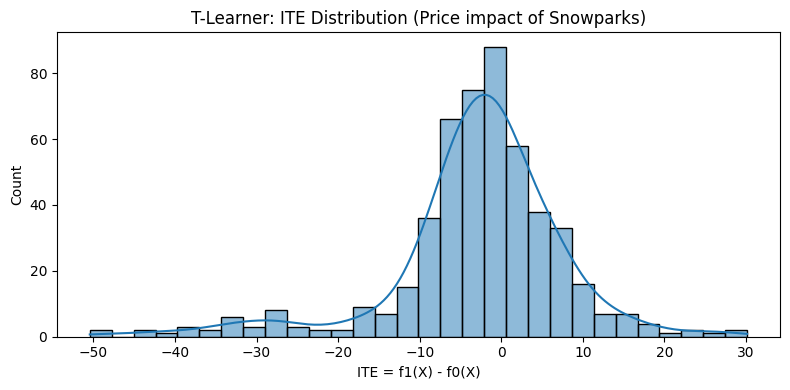 T-Learner: ITE Distribution (Price impact of Snowparks)
Count
80
60
40
20
0
−50 −40 −30 −20 −10 0 10 20 30
ITE = f1(X) - f0(X)